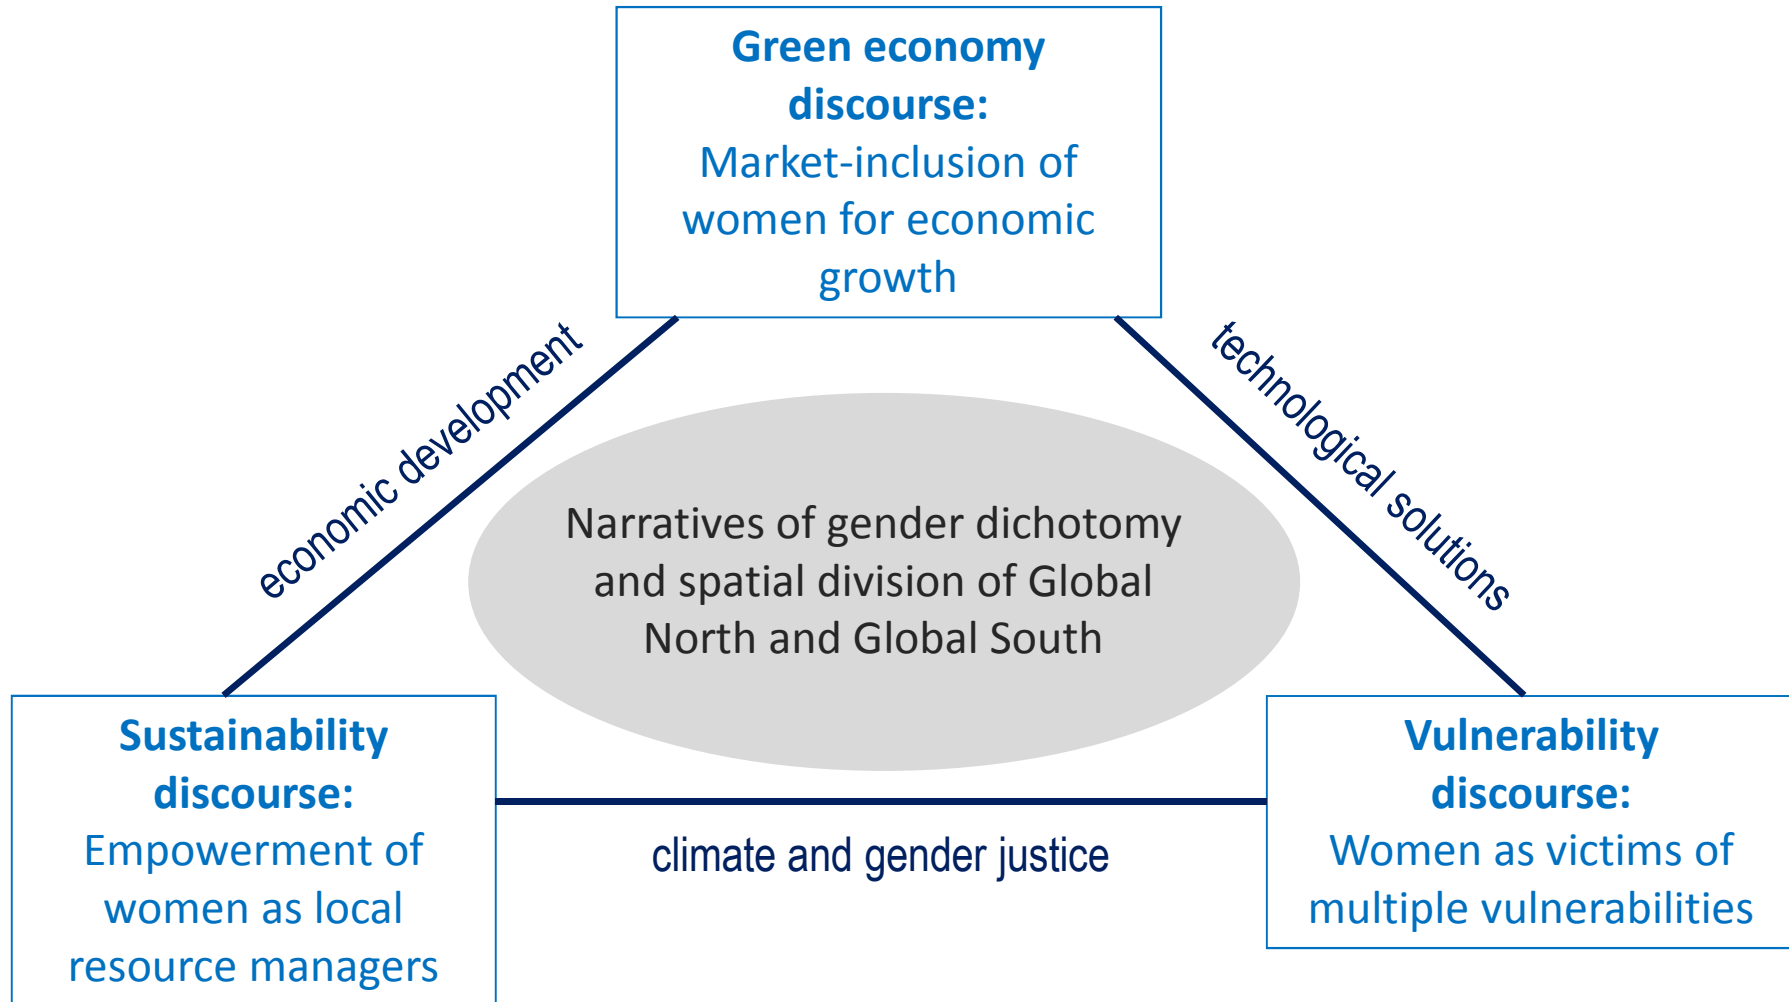 Green economy
discourse:
Market-inclusion of
women for economic
growth
economic development
technological solutions
Narratives of gender dichotomy
and spatial division of Global
North and Global South
Sustainability
discourse:
Empowerment of
women as local
resource managers
climate and gender justice
Vulnerability
discourse:
Women as victims of
multiple vulnerabilities